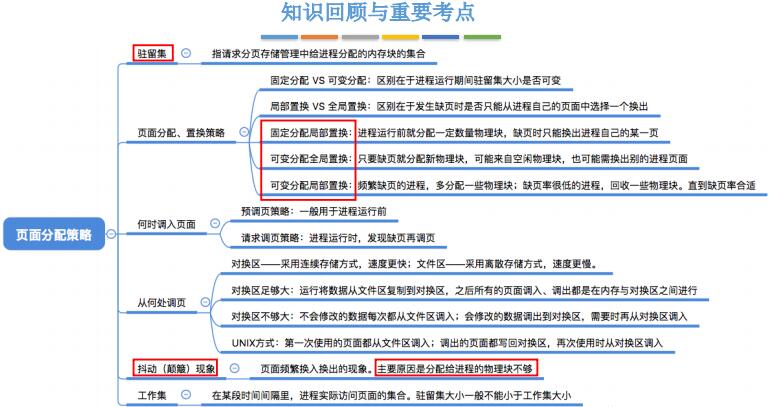 知识回顾与重要考点
驻留集
指请求分页存储管理中给进程分配的内存块的集合
页面分配、置换策略
固定分配 VS 可变分配：区别在于进程运行期间驻留集大小是否可变
局部置换 VS 全局置换：区别在于发生缺页时是否只能从进程自己的页面中选择一个换出
固定分配局部置换：进程运行前就分配一定数量物理块，缺页时只能换出进程自己的某一页
可变分配全局置换：只要缺页就分配新物理块，可能来自空闲物理块，也可能需换出别的进程页面
可变分配局部置换：频繁缺页的进程，多分配一些物理块；缺页率很低的进程，回收一些物理块。直到缺页率合适
页面分配策略
何时调入页面
预调页策略：一般用于进程运行前
请求调页策略：进程运行时，发现缺页再调页
从何处调页
对换区——采用连续存储方式，速度更快；文件区——采用离散存储方式，速度更慢。
对换区足够大：运行将数据从文件区复制到对换区，之后所有的页面调入、调出都是在内存与对换区之间进行
对换区不够大：不会修改的数据每次都从文件区调入；会修改的数据调出到对换区，需要时再从对换区调入
UNIX方式：第一次使用的页面都从文件区调入；调出的页面都写回对换区，再次使用时从对换区调入
抖动（颠簸）现象
页面频繁换入换出的现象。主要原因是分配给进程的物理块不够
工作集
在某段时间间隔里，进程实际访问页面的集合。驻留集大小一般不能小于工作集大小